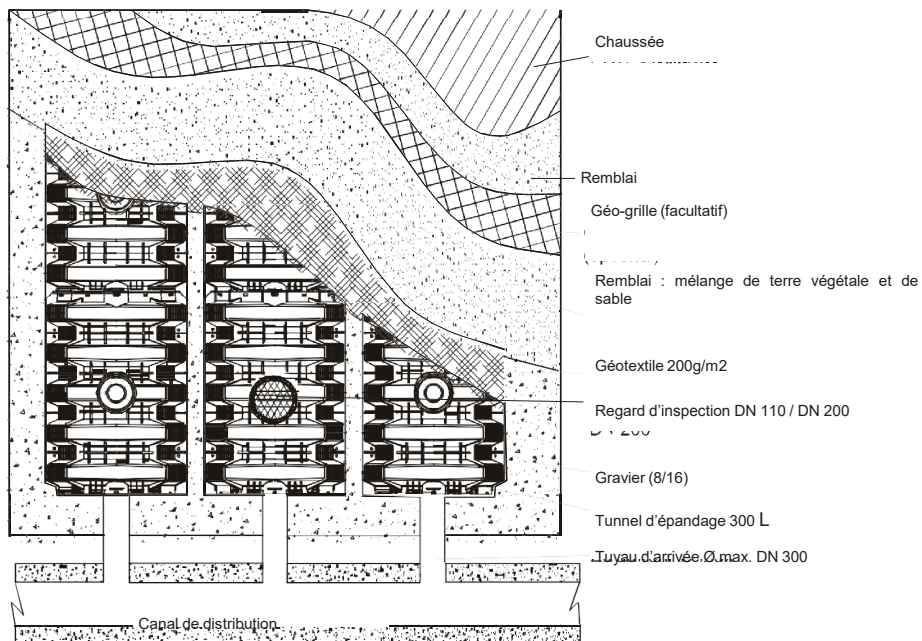 Chaussée
Remblai
Géo-grille (facultatif)
Remblai : mélange de terre végétale et de
sable
Géotextile 200g/m2
Regard d'inspection DN 110 / DN 200
Gravier (8/16)
Tunnel d'épandage 300 L
Tuyau d'arrivée Ø max. DN 300
Canal de distribution